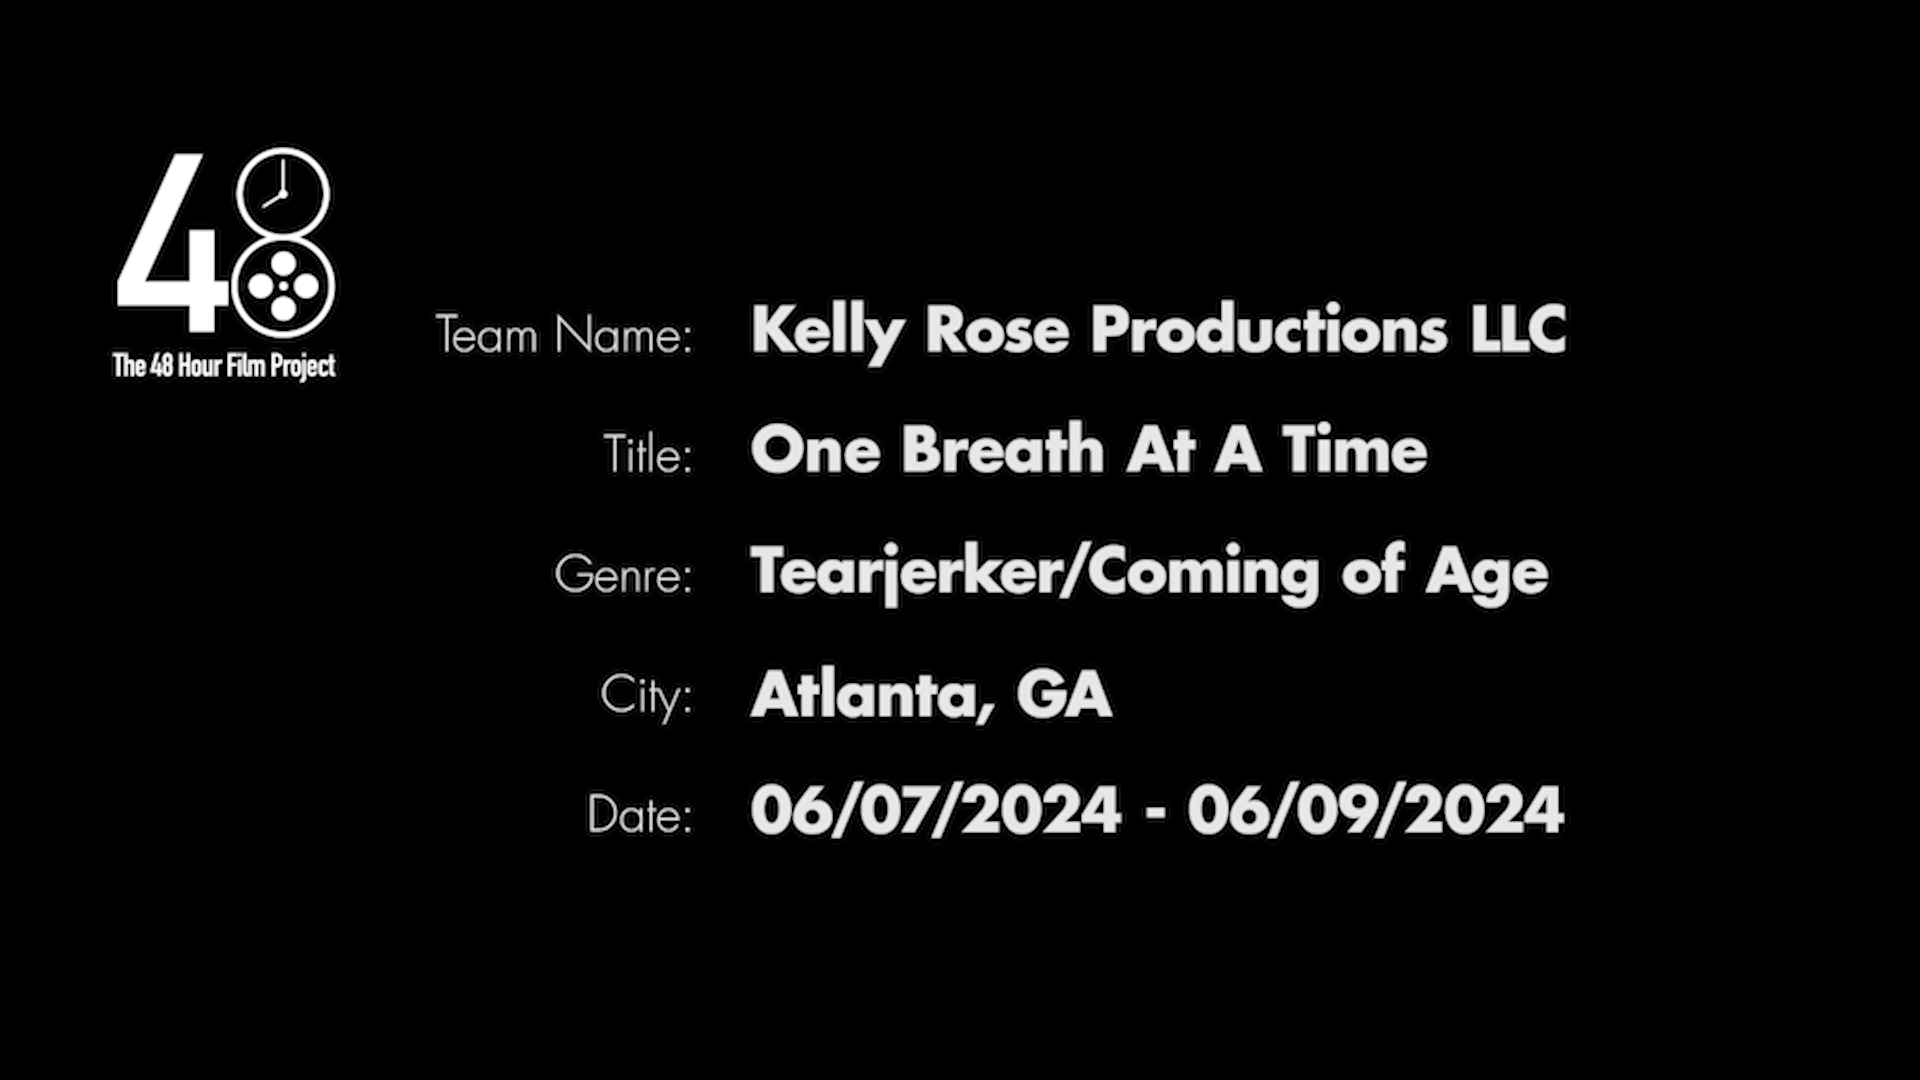 48
The 48 Hour Film Project
Team Name: Kelly Rose Productions LLC
Title: One Breath At A Time
Genre: Tearjerker/Coming of Age
City: Atlanta, GA
Date: 06/07/2024 - 06/09/2024